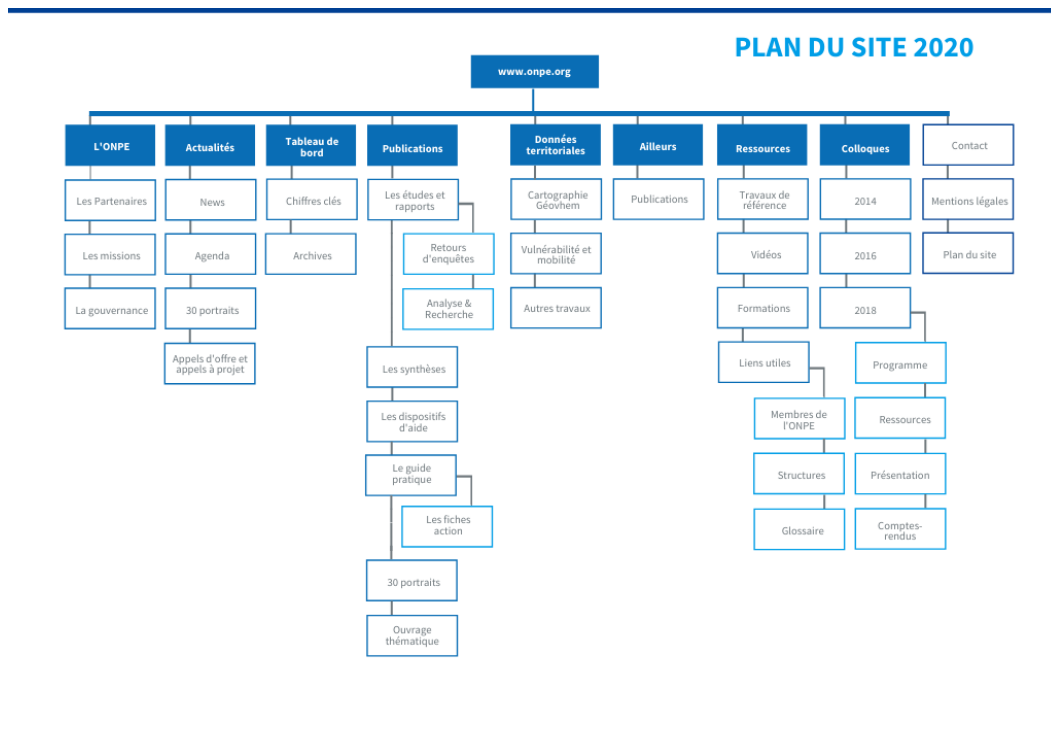 PLAN DU SITE 2020
www.onpe.org
L'ONPE
Les Partenaires
Les missions
La gouvernance
Actualités
News
Agenda
30 portraits
Appels d'offre et
appels à projet
Tableau de
bord
Chiffres clés
Archives
Publications
Les études et
rapports
Retours
d'enquêtes
Analyse &
Recherche
Les synthèses
Les dispositifs
d'aide
Le guide
pratique
Les fiches
action
30 portraits
Ouvrage
thématique
Données
territoriales
Cartographie
Géovhem
Vulnérabilité et
mobilité
Autres travaux
Ailleurs
Publications
Ressources
Travaux de
référence
Vidéos
Formations
Liens utiles
Membres de
l'ONPE
Structures
Glossaire
Colloques
2014
2016
2018
Programme
Ressources
Présentation
Comptes-
rendus
Contact
Mentions légales
Plan du site